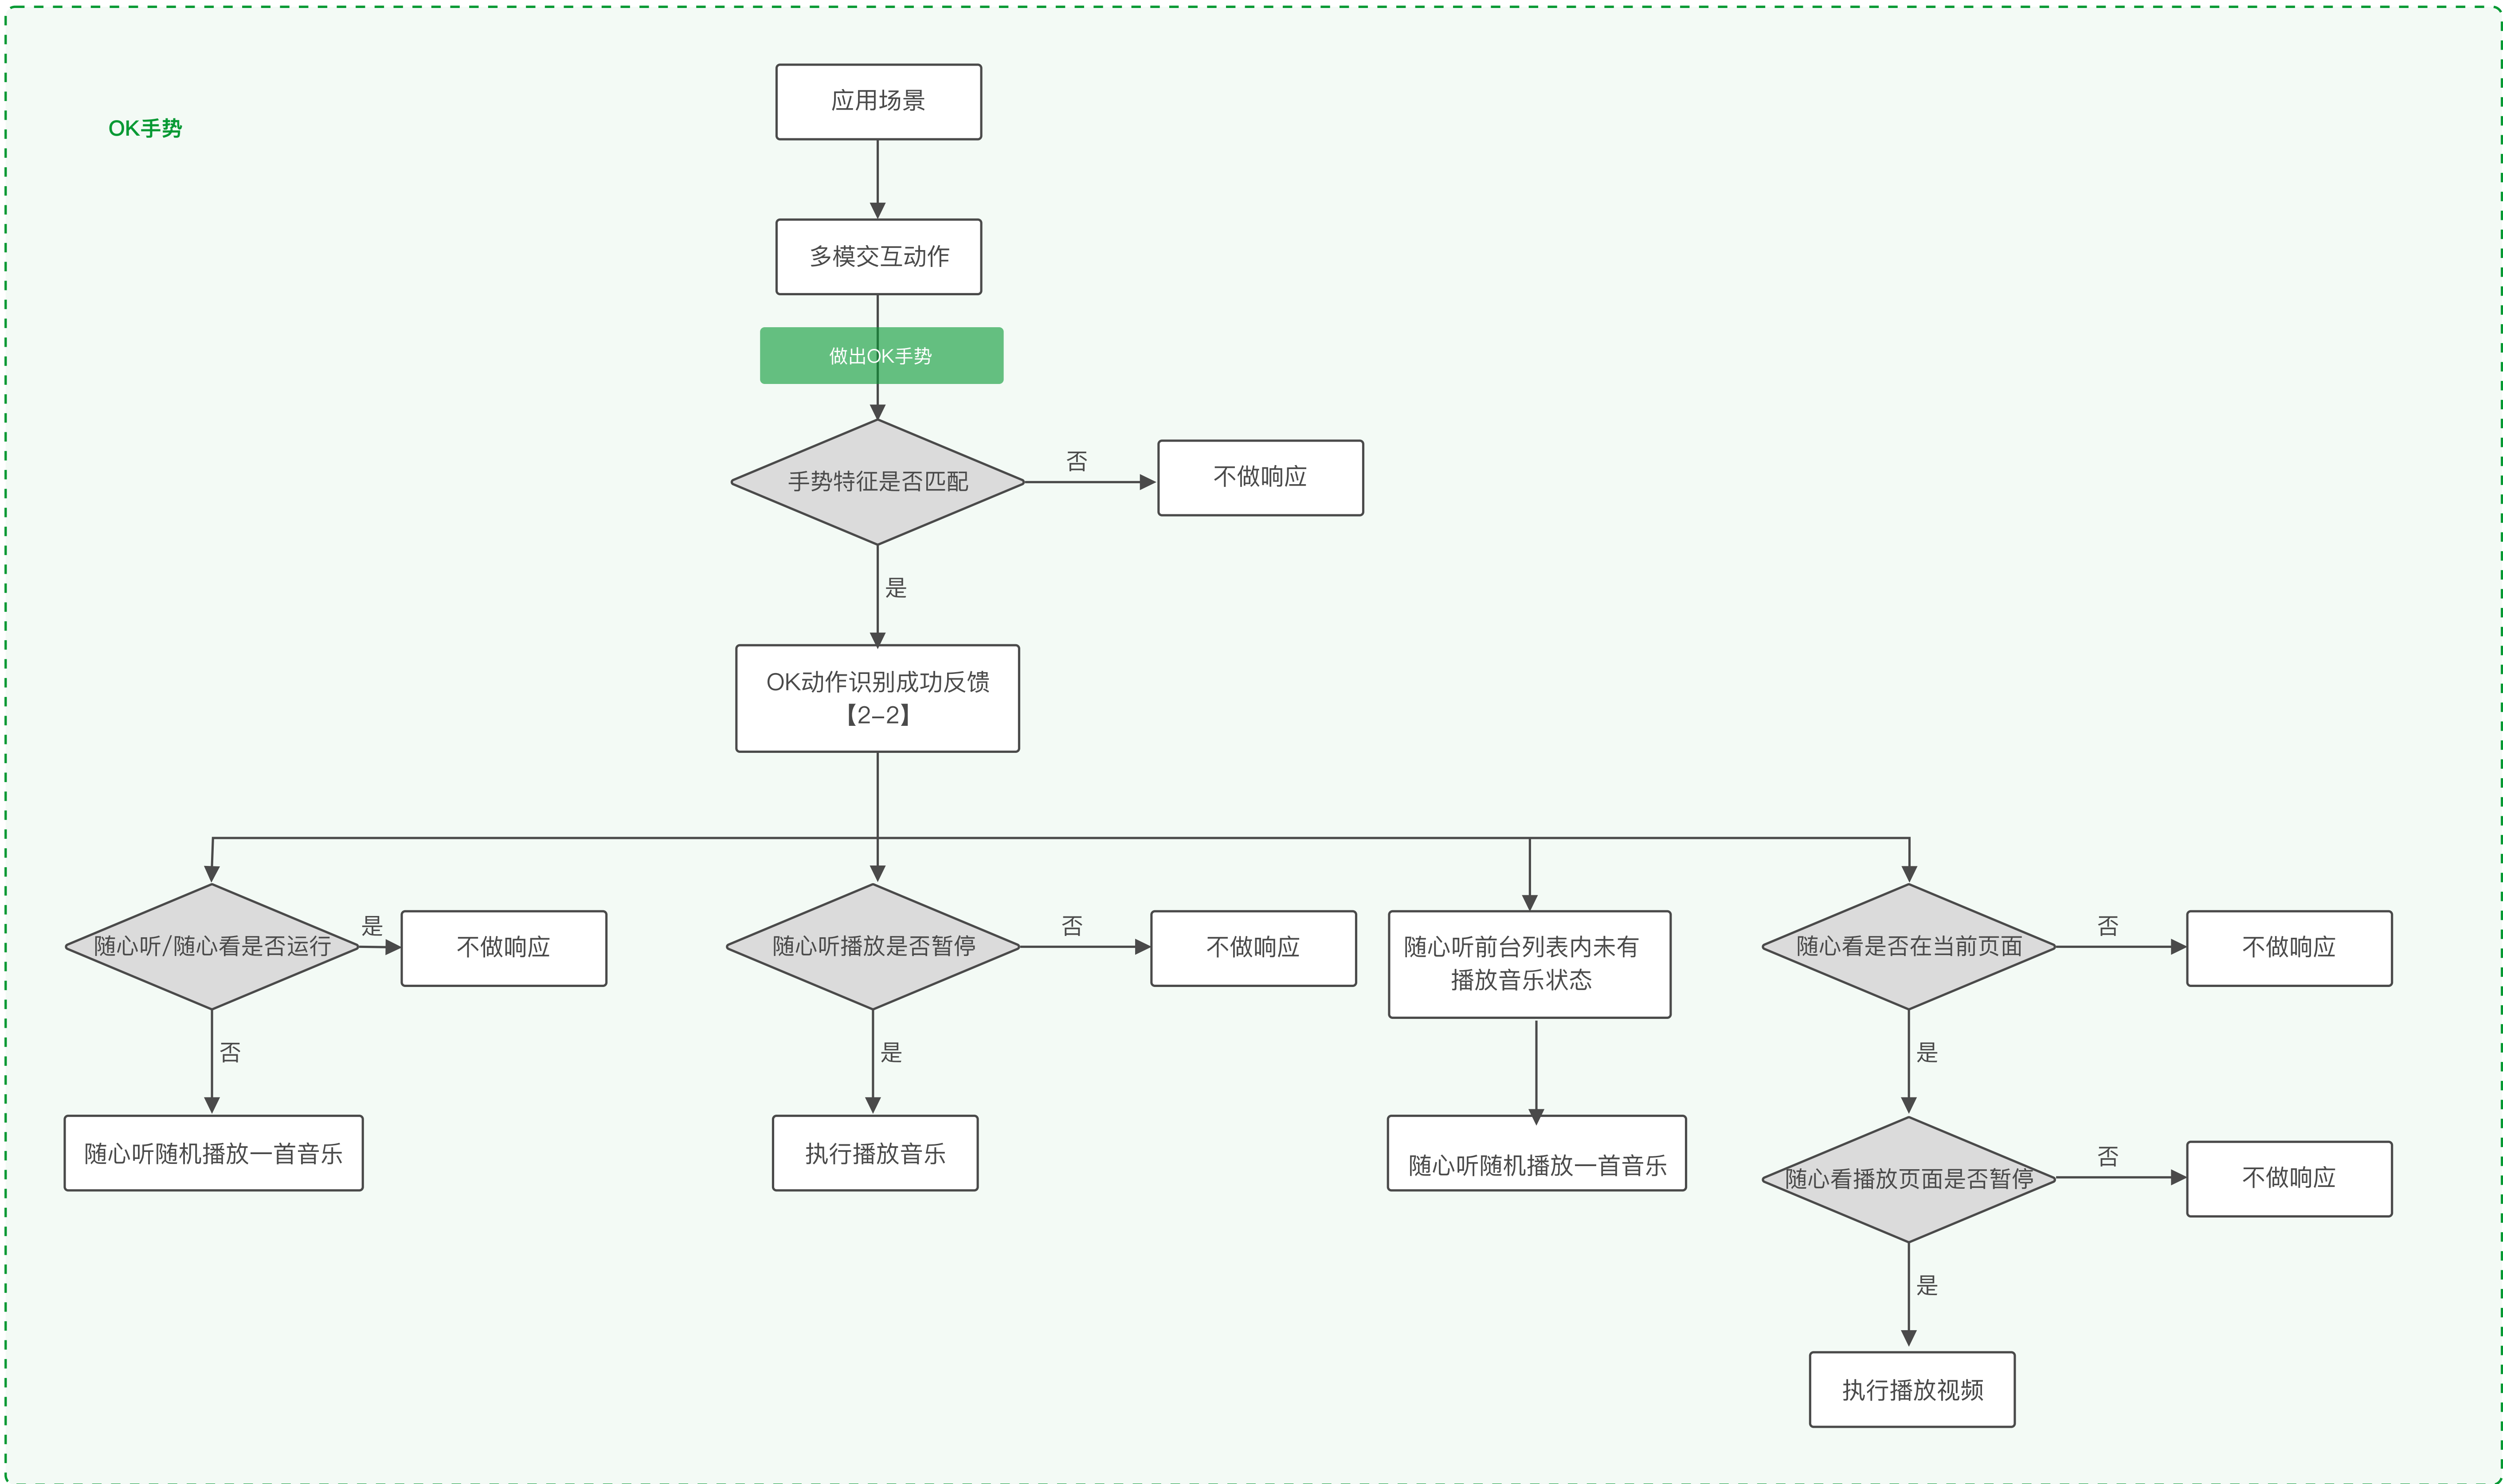 应用场景
OK手势
多模交互动作
做出OK手势
手势特征是否匹配
否
不做响应
是
OK动作识别成功反馈
【2-2】
随心听/随心看是否运行
是
不做响应
随心听播放是否暂停
否
不做响应
随心听前台列表内未有
播放音乐状态
随心看是否在当前页面
否
不做响应
否
是
是
随心听随机播放一首音乐
执行播放音乐
随心听随机播放一首音乐
随心看播放页面是否暂停
否
不做响应
是
执行播放视频